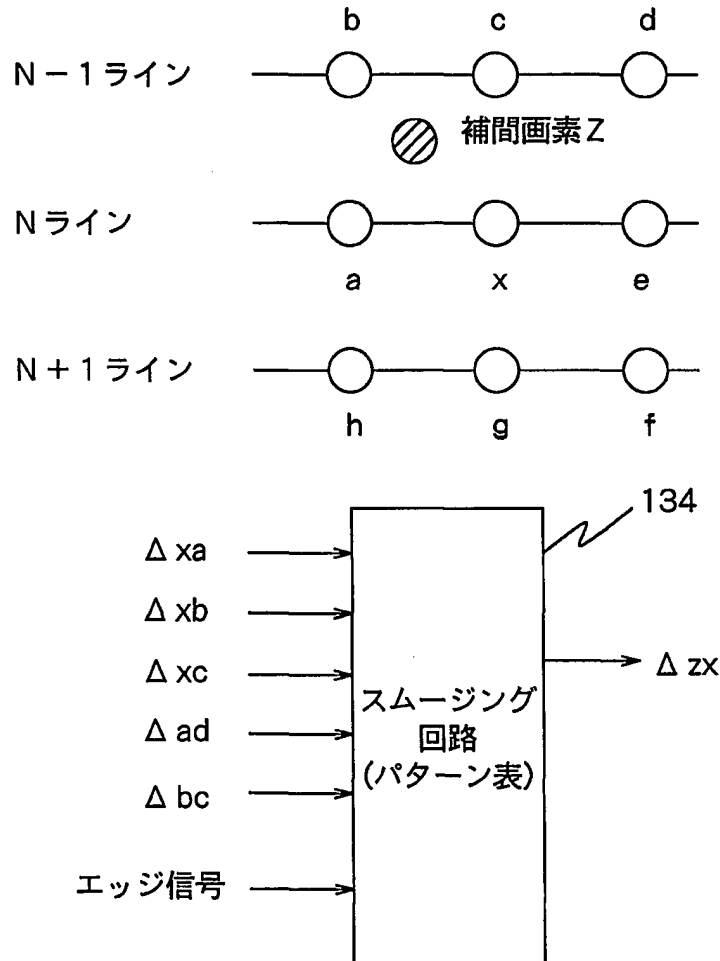 b c d
N－1ライン
補間画素Z
Nライン
a x e
N＋1ライン
h g f
134
Δxa
Δxb
Δxc
Δad
Δbc
エッジ信号
スムージング
回路
(パターン表)
Δzx